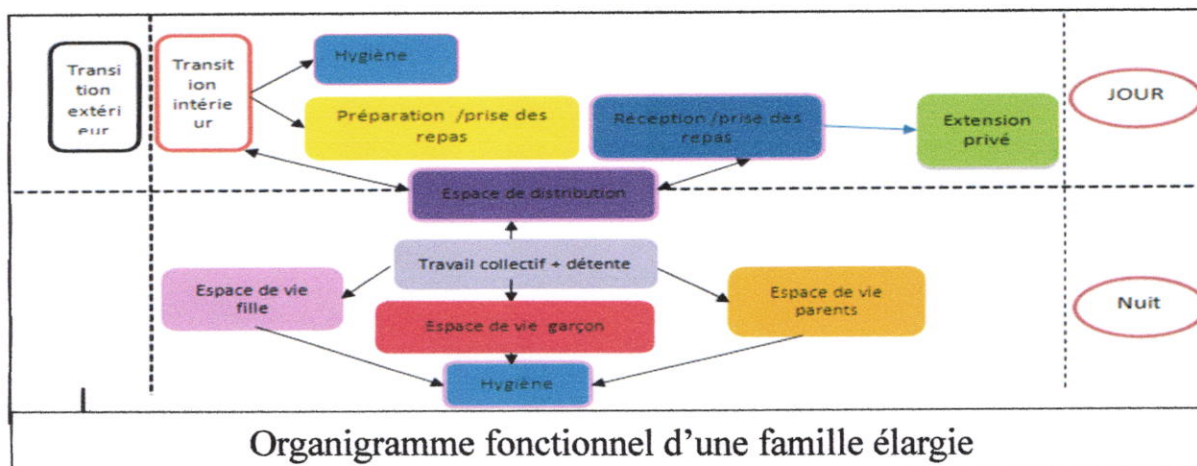 Transi
tion
extéri
eur
Transit
ion
intérie
ur
Hygiène
Préparation /prise des
repas
Réception /prise des
repas
Extension
privé
JOUR
Espace de distribution
Travail collectif + détente
Espace de vie
fille
Espace de vie garçon
Espace de vie
parents
Nuit
Hygiène
Organigramme fonctionnel d'une famille élargie